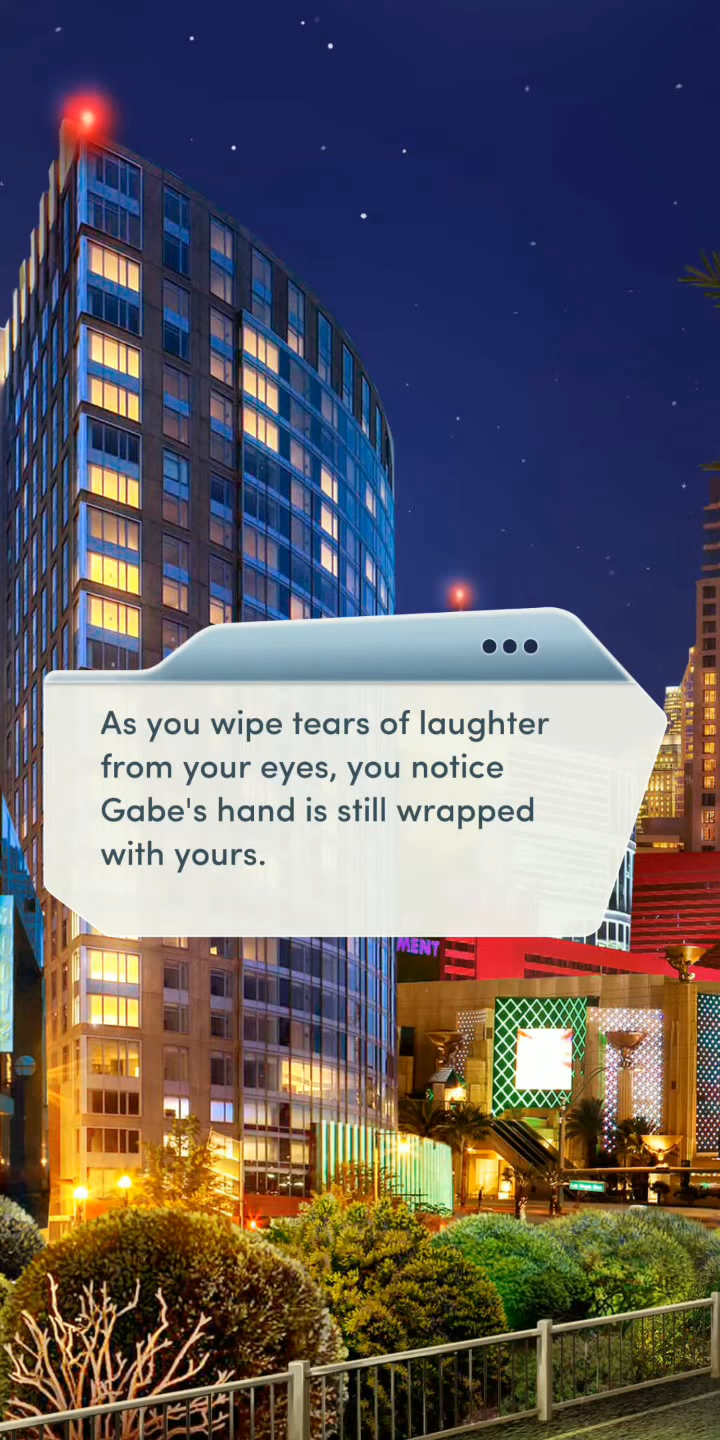 As you wipe tears of laughter
from your eyes, you notice
Gabe's hand is still wrapped
with yours.
MENT